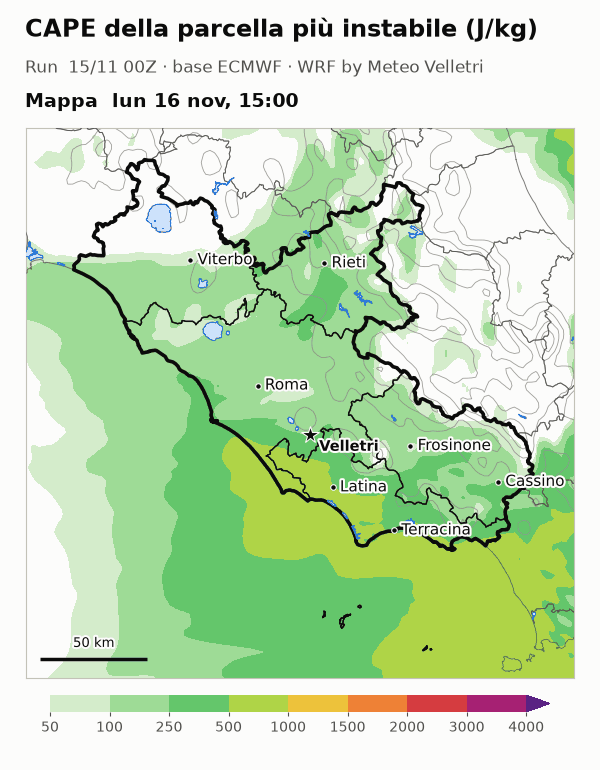 CAPE della parcella più instabile (J/kg)
Run  15/11 00Z · base ECMWF · WRF by Meteo Velletri
Mappa  lun 16 nov, 15:00
Viterbo
Rieti
Roma
Velletri
Frosinone
Latina
Cassino
Terracina
50 km
50 100 250 500 1000 1500 2000 3000 4000